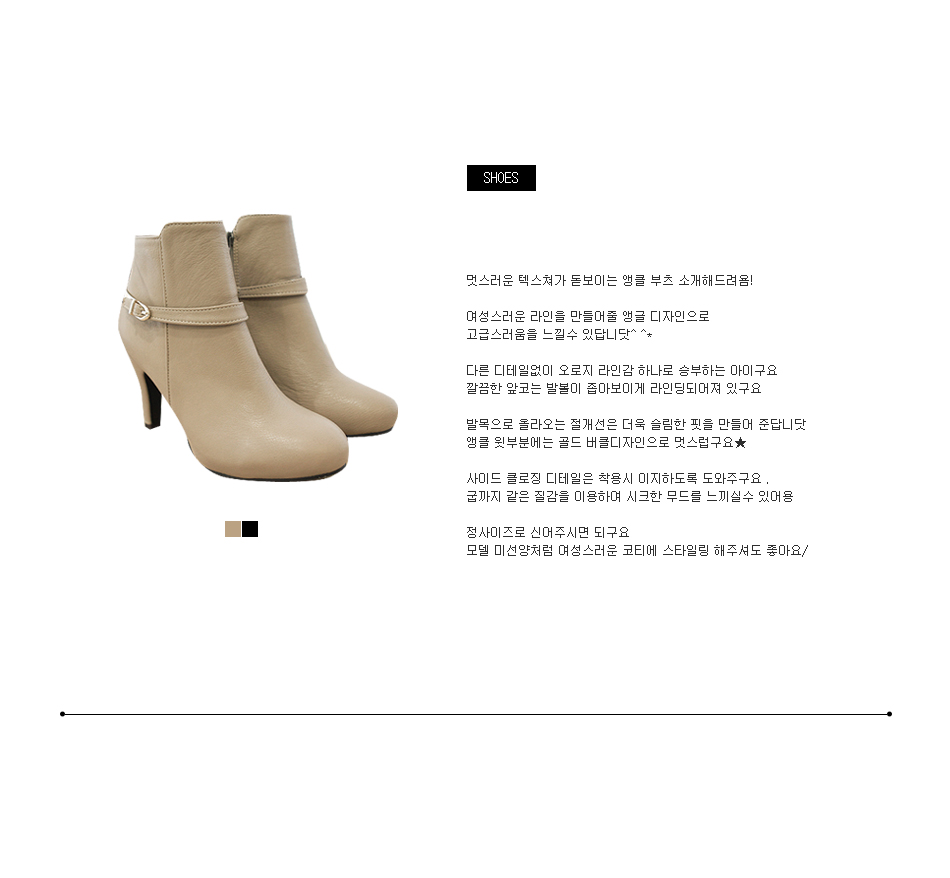 SHOES
멋스러운 텍스쳐가 돋보이는 앵클 부츠 소개해드려욤!
여성스러운 라인을 만들어줄 앵글 디자인으로
고급스러움을 느낄수 있답니닷^ ^*
다른 디테일없이 오로지 라인감 하나로 승부하는 아이구요
깔끔한 앞코는 발볼이 좁아보이게 라인딩되어져 있구요
발목으로 올라오는 절개선은 더욱 슬림한 핏을 만들어 준답니닷
앵클 윗부분에는 골드 버클디자인으로 멋스럽구요★
사이드 클로징 디테일은 착용시 이지하도록 도와주구요 ,
굽까지 같은 질감을 이용하여 시크한 무드를 느끼실수 있어용
정사이즈로 신어주시면 되구요
모델 미선양처럼 여성스러운 코티에 스타일링 해주셔도 좋아요/